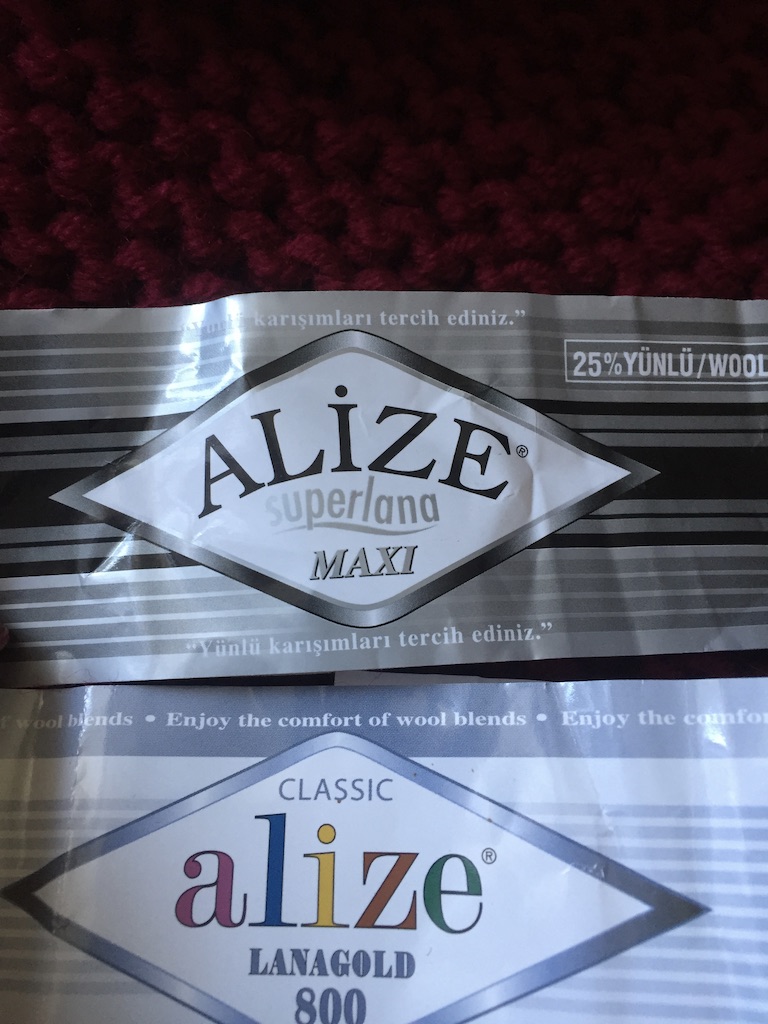 karışımları tercih ediniz.”
25%YÜNLÜ/WOOL
ALİZE®
superlana
MAXI
“Yünlü karışımları tercih ediniz.”
wool blends • Enjoy the comfort of wool blends • Enjoy the
CLASSIC
alize®
LANAGOLD
800